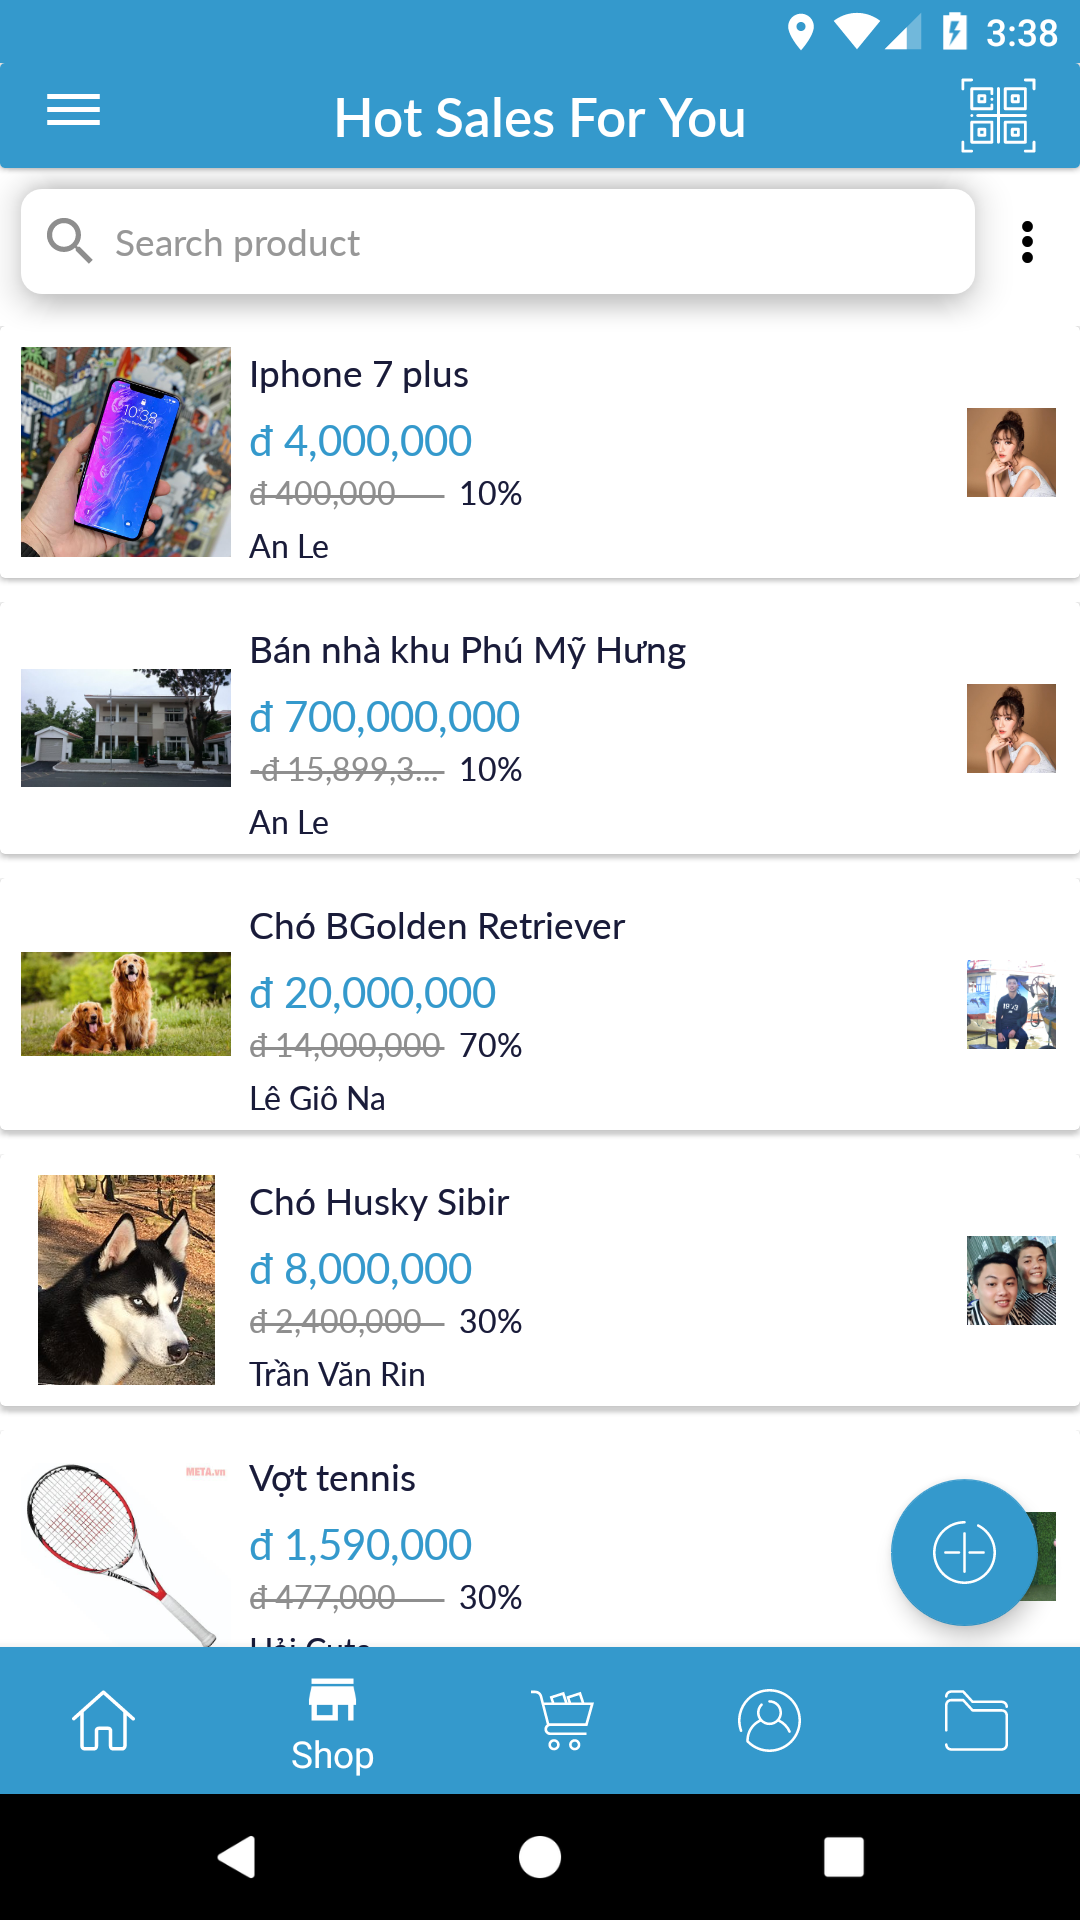 3:38
Hot Sales For You
Search product
Iphone 7 plus
đ 4,000,000
đ 400,000 10%
An Le
Bán nhà khu Phú Mỹ Hưng
đ 700,000,000
-đ 15,899,3... 10%
An Le
Chó BGolden Retriever
đ 20,000,000
đ 14,000,000 70%
Lê Giô Na
Chó Husky Sibir
đ 8,000,000
đ 2,400,000 30%
Trần Văn Rin
META.vn
Vợt tennis
đ 1,590,000
đ 477,000 30%
Shop